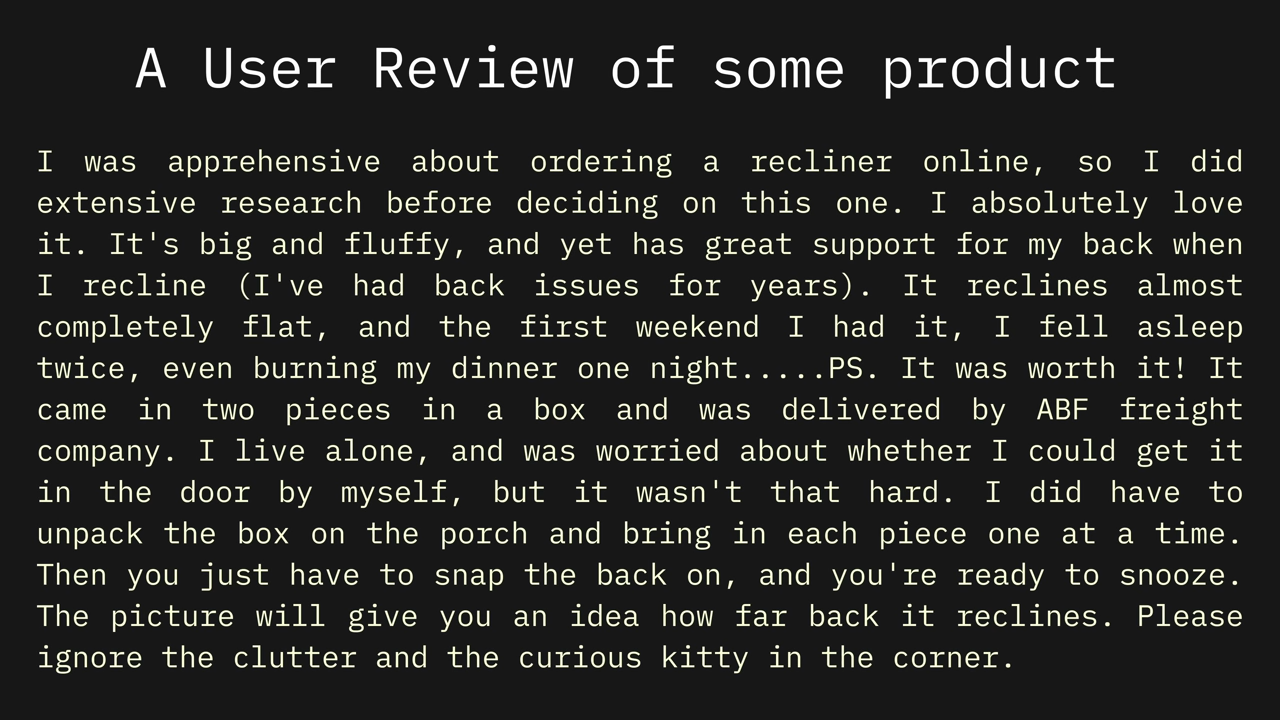 A User Review of some product
I was apprehensive about ordering a recliner online, so I did
extensive research before deciding on this one. I absolutely love
it. It's big and fluffy, and yet has great support for my back when
I recline (I've had back issues for years). It reclines almost
completely flat, and the first weekend I had it, I fell asleep
twice, even burning my dinner one night.....PS. It was worth it! It
came in two pieces in a box and was delivered by ABF freight
company. I live alone, and was worried about whether I could get it
in the door by myself, but it wasn't that hard. I did have to
unpack the box on the porch and bring in each piece one at a time.
Then you just have to snap the back on, and you're ready to snooze.
The picture will give you an idea how far back it reclines. Please
ignore the clutter and the curious kitty in the corner.